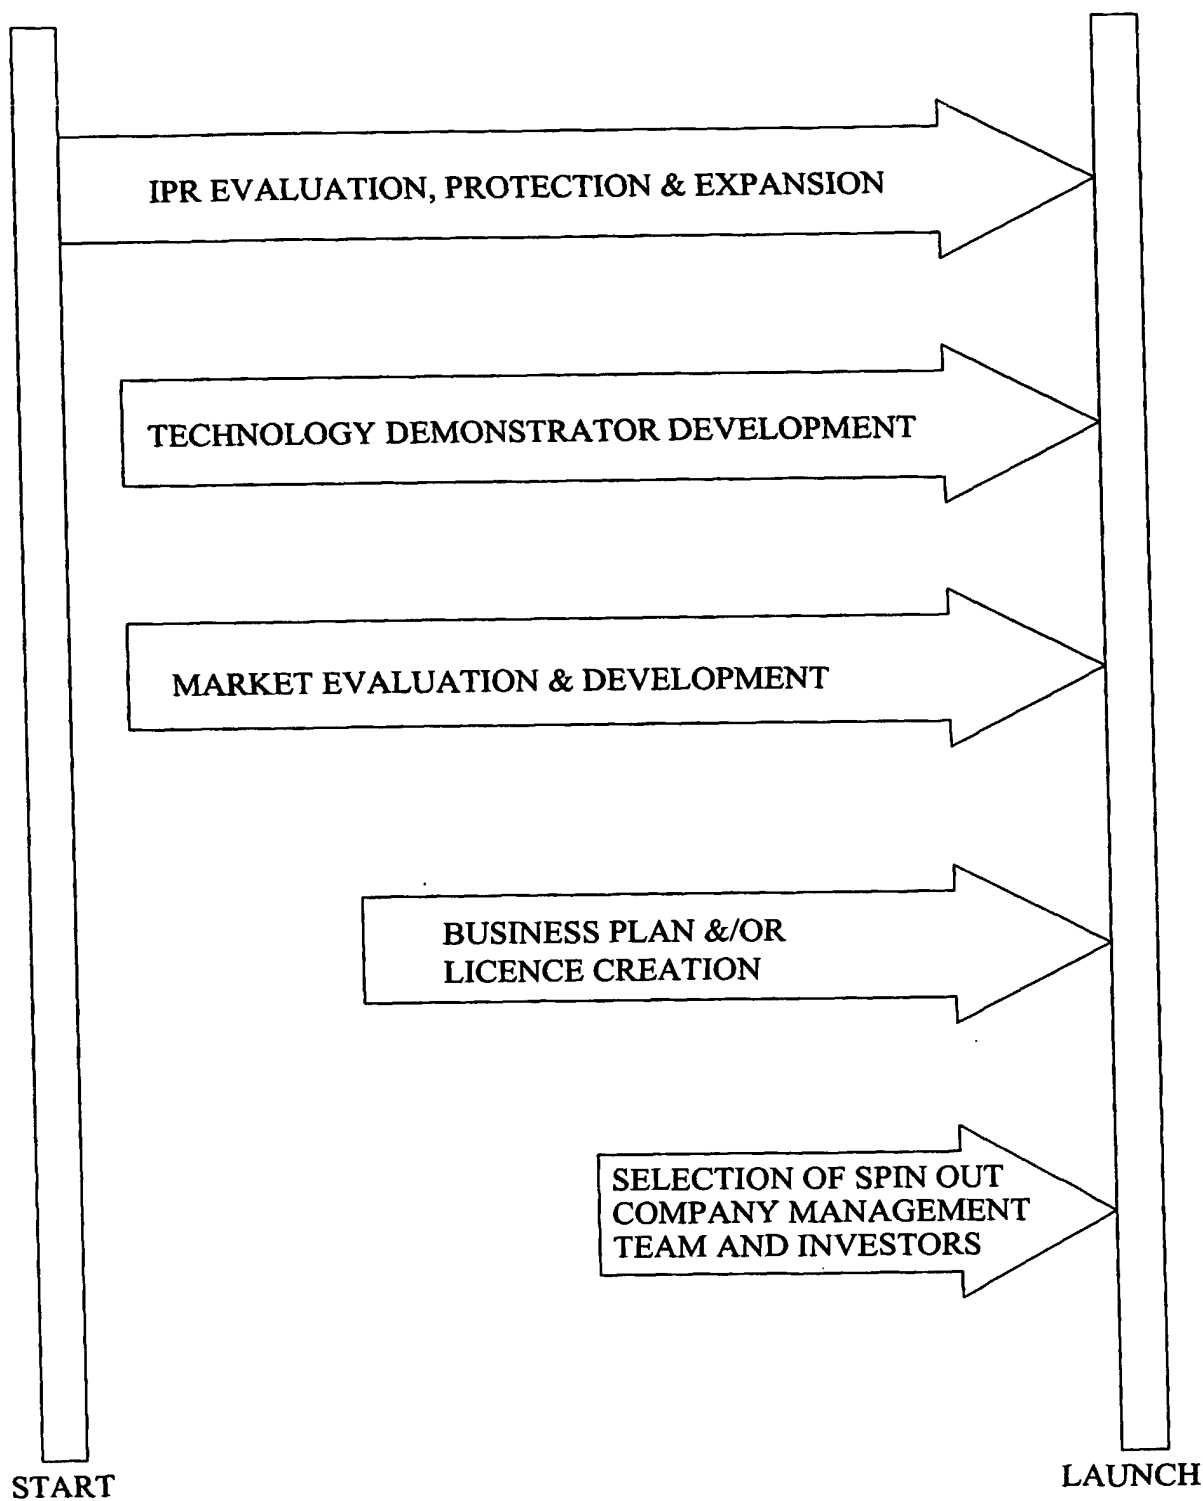 IPR EVALUATION, PROTECTION & EXPANSION
TECHNOLOGY DEMONSTRATOR DEVELOPMENT
MARKET EVALUATION & DEVELOPMENT
BUSINESS PLAN &/OR
LICENCE CREATION
SELECTION OF SPIN OUT
COMPANY MANAGEMENT
TEAM AND INVESTORS
START
LAUNCH